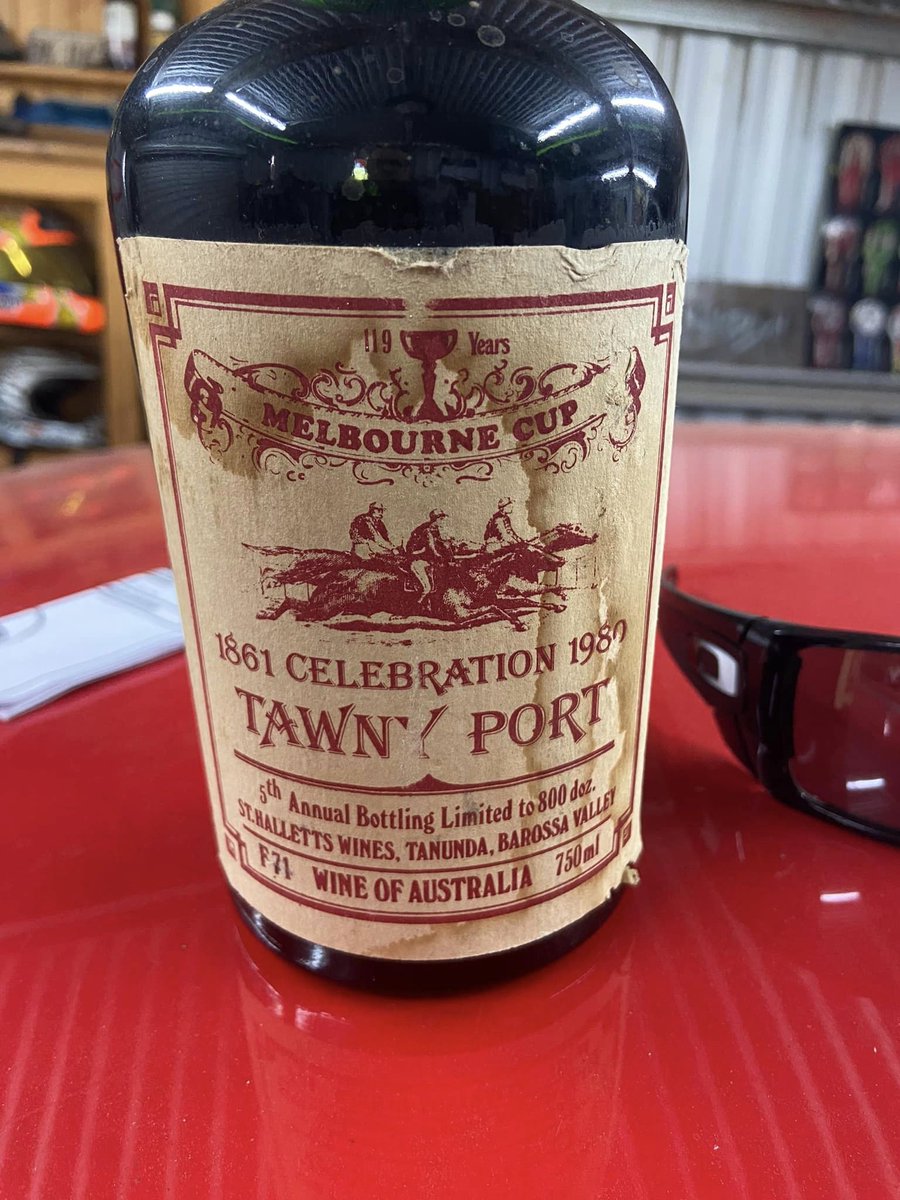 119 Years
MELBOURNE CUP
1861 CELEBRATION 1980
TAWNY PORT
5th Annual Bottling Limited to 800 doz.
ST. HALLETTS WINES, TANUNDA, BAROSSA VALLEY
F-71 WINE OF AUSTRALIA 750ml